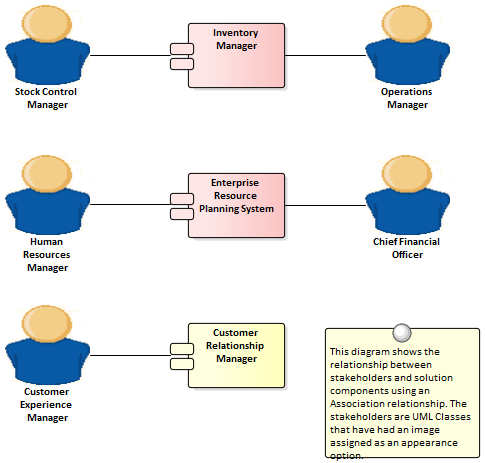 Inventory
Manager
Stock Control
Manager
Operations
Manager
Enterprise
Resource
Planning System
Human
Resources
Manager
Chief Financial
Officer
Customer
Relationship
Manager
Customer
Experience
Manager
This diagram shows the
relationship between
stakeholders and solution
components using an
Association relationship. The
stakeholders are UML Classes
that have had an image
assigned as an appearance
option.